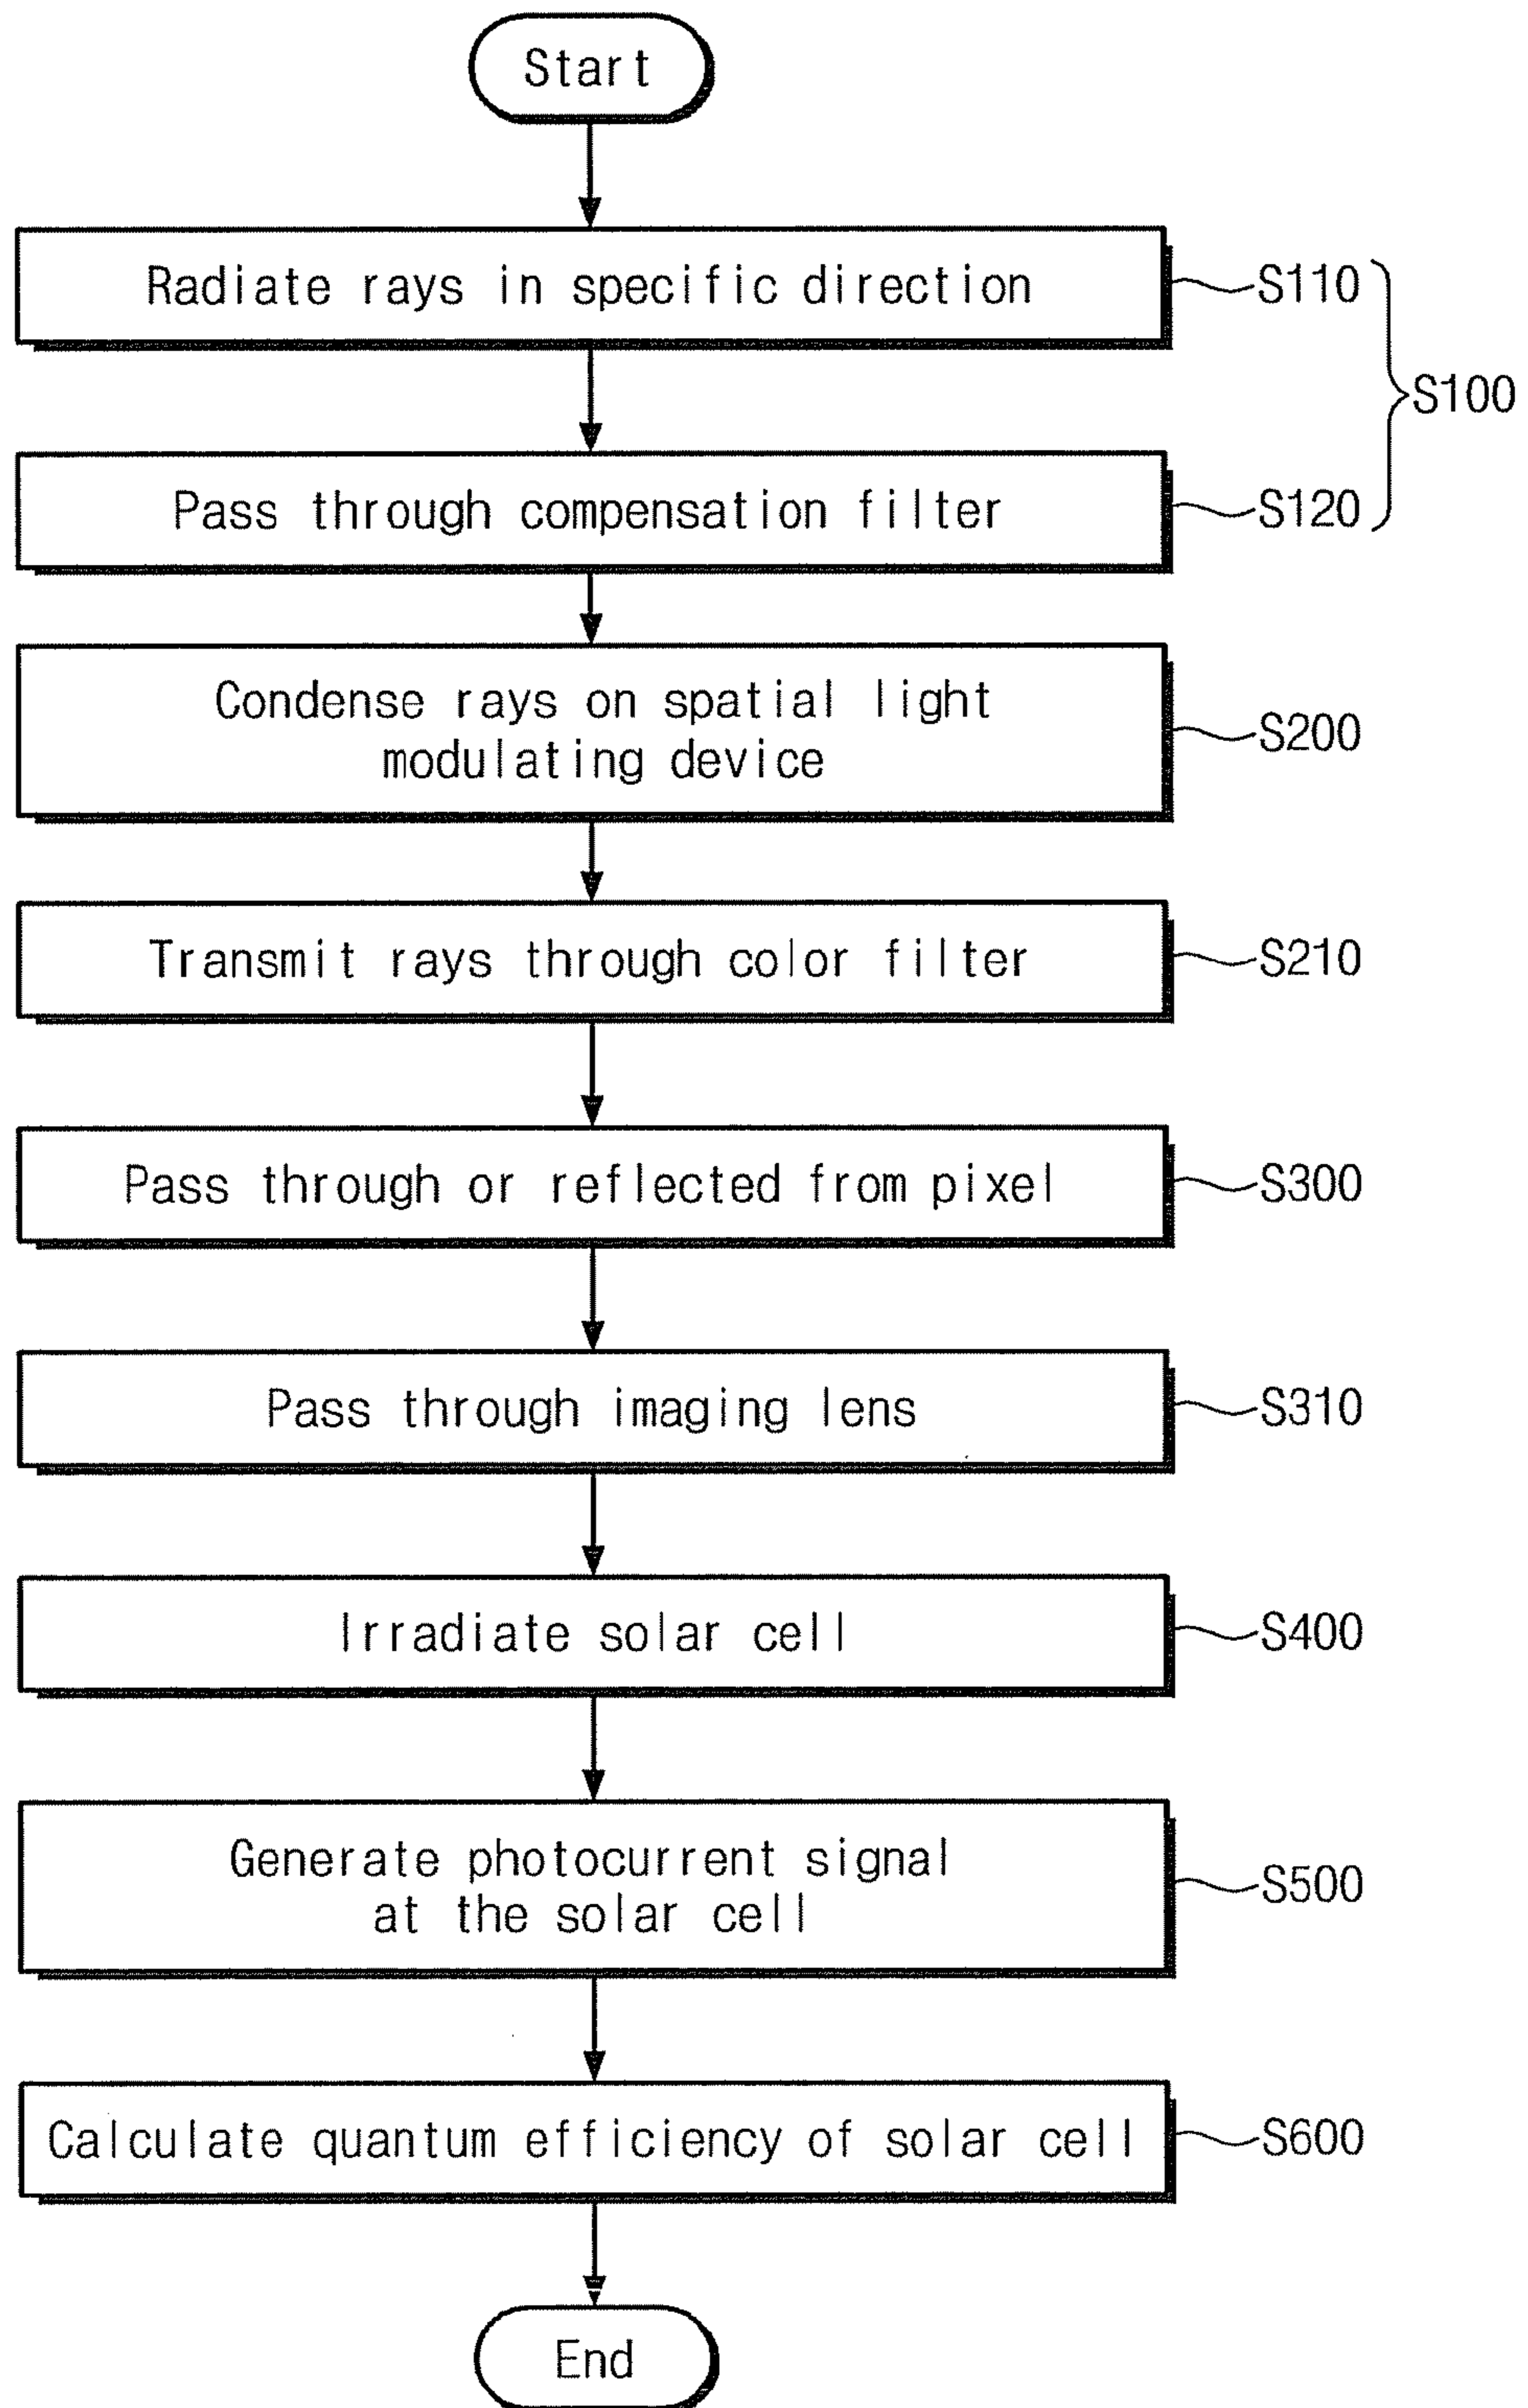 Start
Radiate rays in specific direction
S110
S100
Pass through compensation filter
S120
Condense rays on spatial light
modulating device
S200
Transmit rays through color filter
S210
Pass through or reflected from pixel
S300
Pass through imaging lens
S310
Irradiate solar cell
S400
Generate photocurrent signal
at the solar cell
S500
Calculate quantum efficiency of solar cell
S600
End